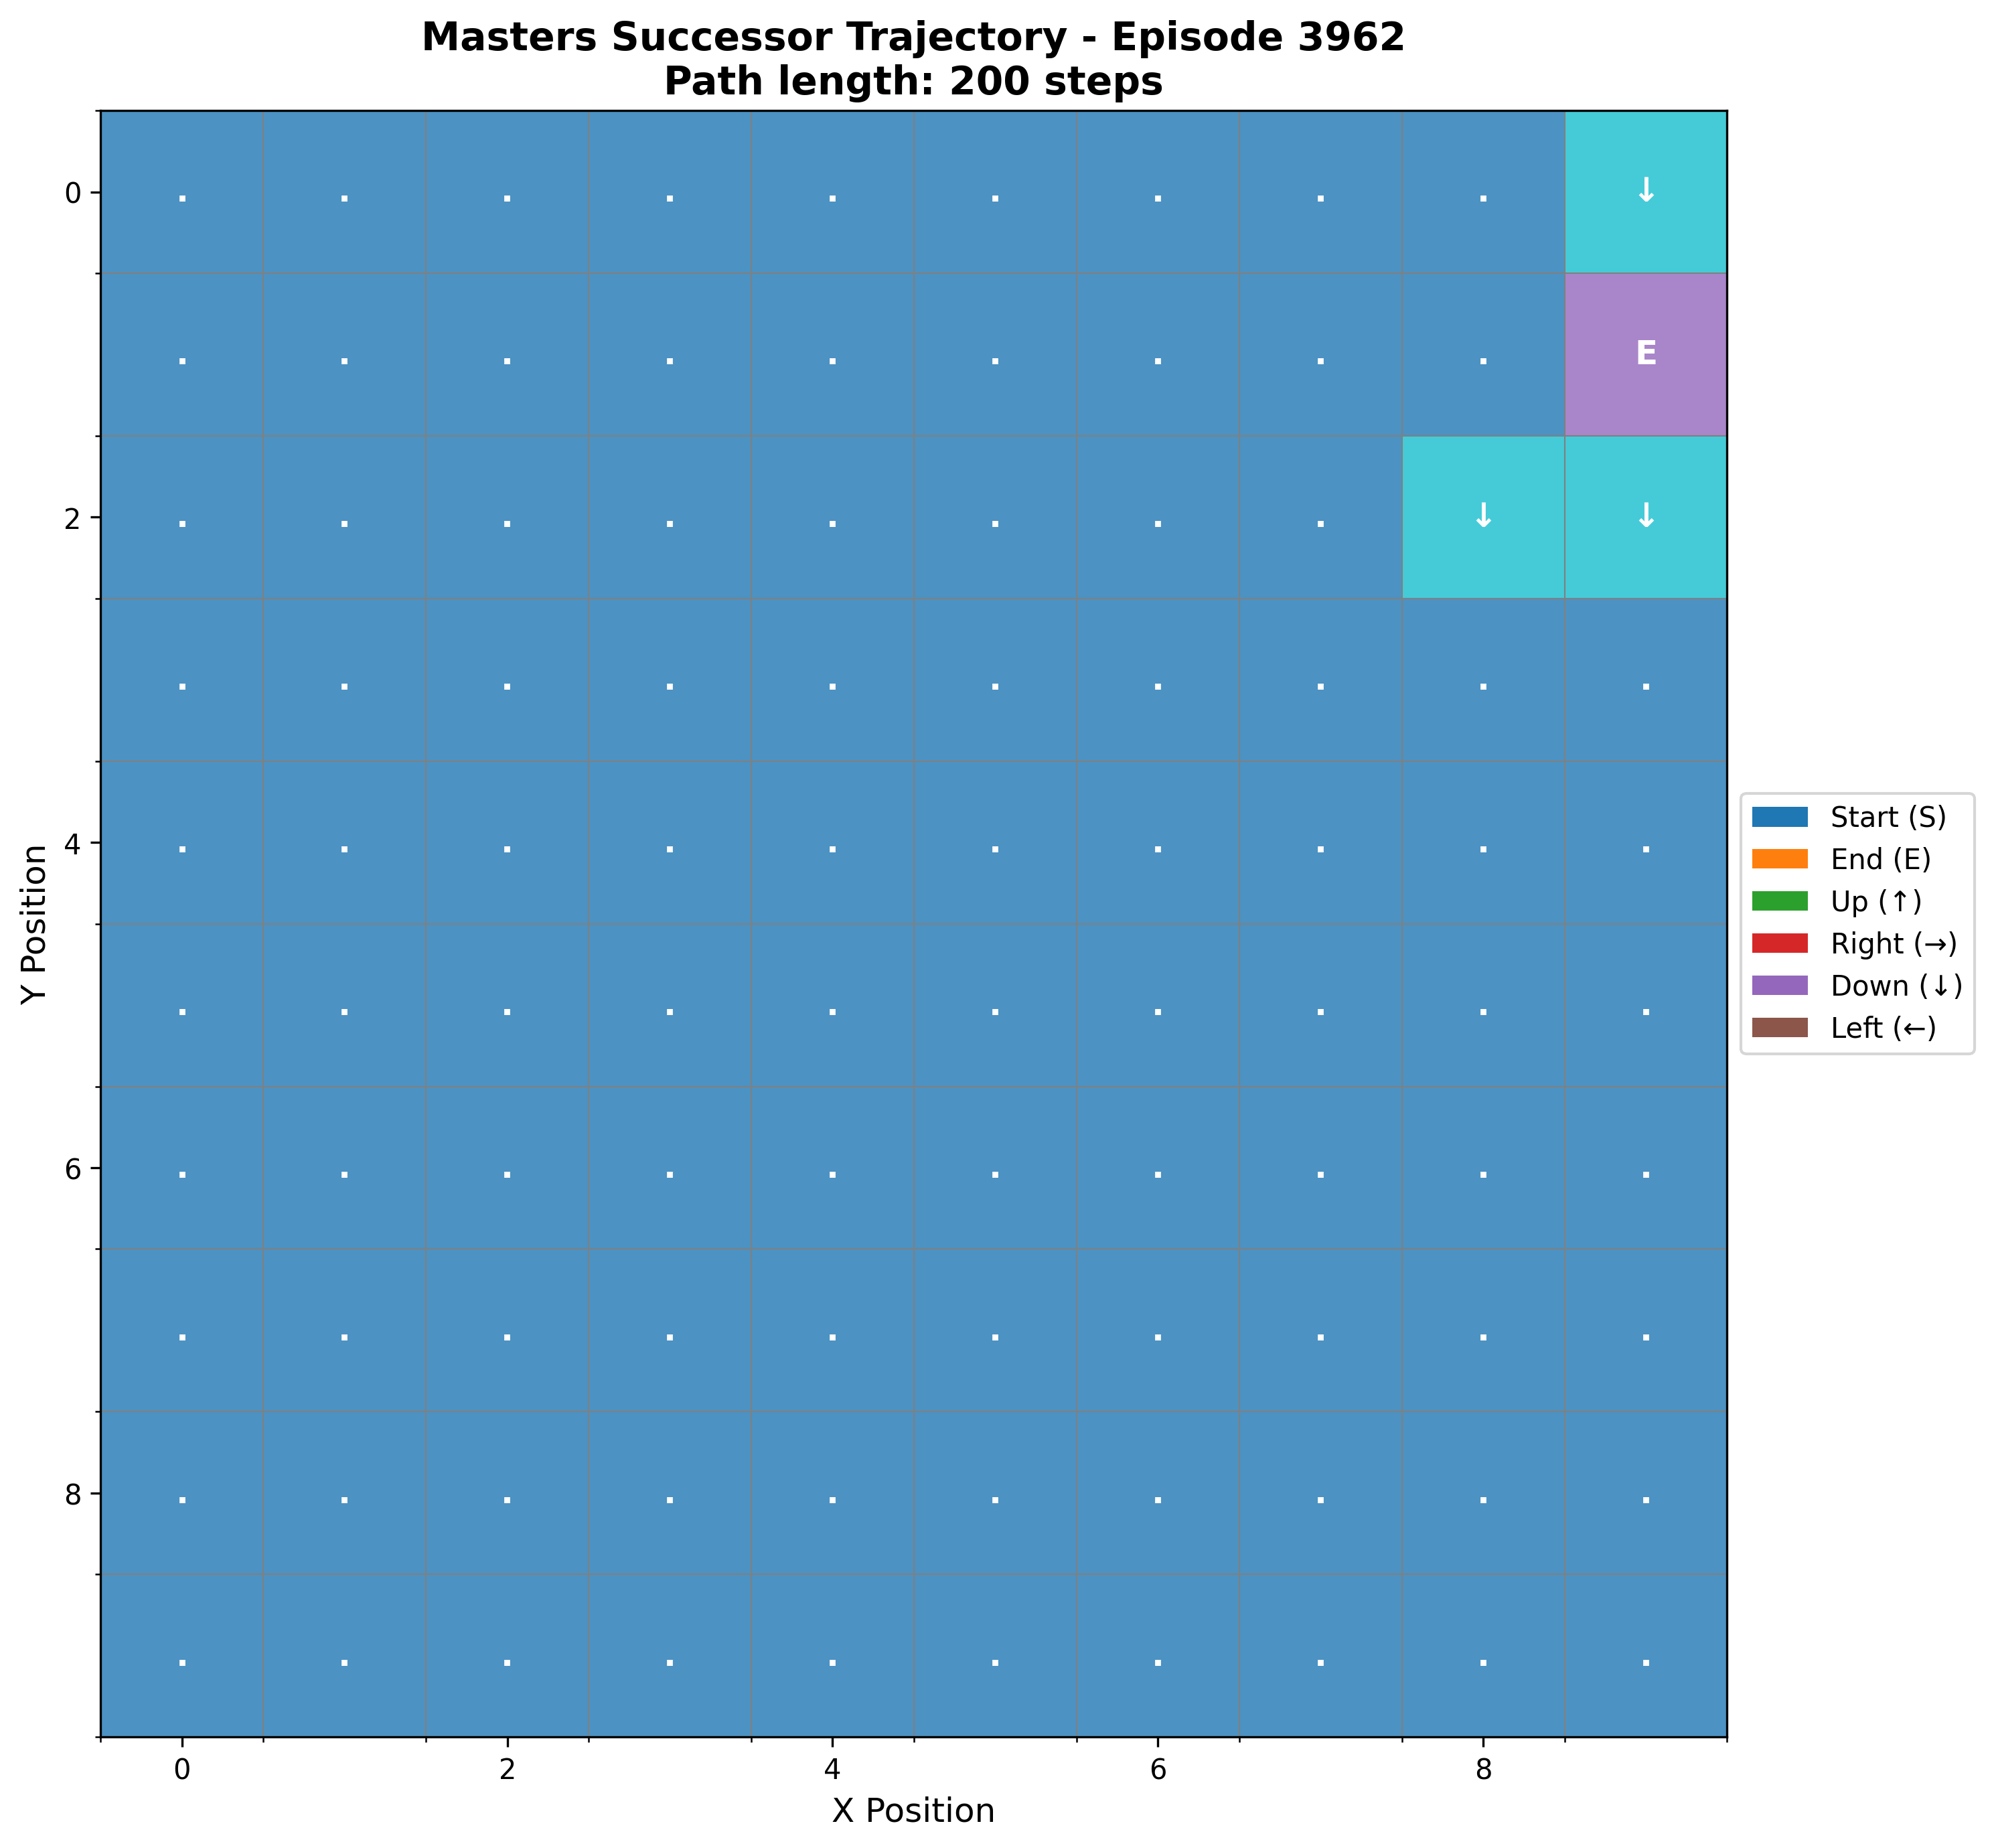 Masters Successor Trajectory - Episode 3962
Path length: 200 steps
0 . . . . . . . . . ↓
. . . . . . . . . E
2 . . . . . . . . ↓ ↓
. . . . . . . . . .
4 . . . . . . . . . .
. . . . . . . . . .
6 . . . . . . . . . .
. . . . . . . . . .
8 . . . . . . . . . .
. . . . . . . . . .
0 2 4 6 8
X Position
Y Position
Start (S)
End (E)
Up (↑)
Right (→)
Down (↓)
Left (←)